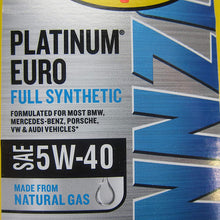 PLATINUM®
EURO
FULL SYNTHETIC
FORMULATED FOR MOST BMW,
MERCEDES-BENZ, PORSCHE,
VW & AUDI VEHICLES*
SAE 5W-40
MADE FROM
NATURAL GAS
NNZ